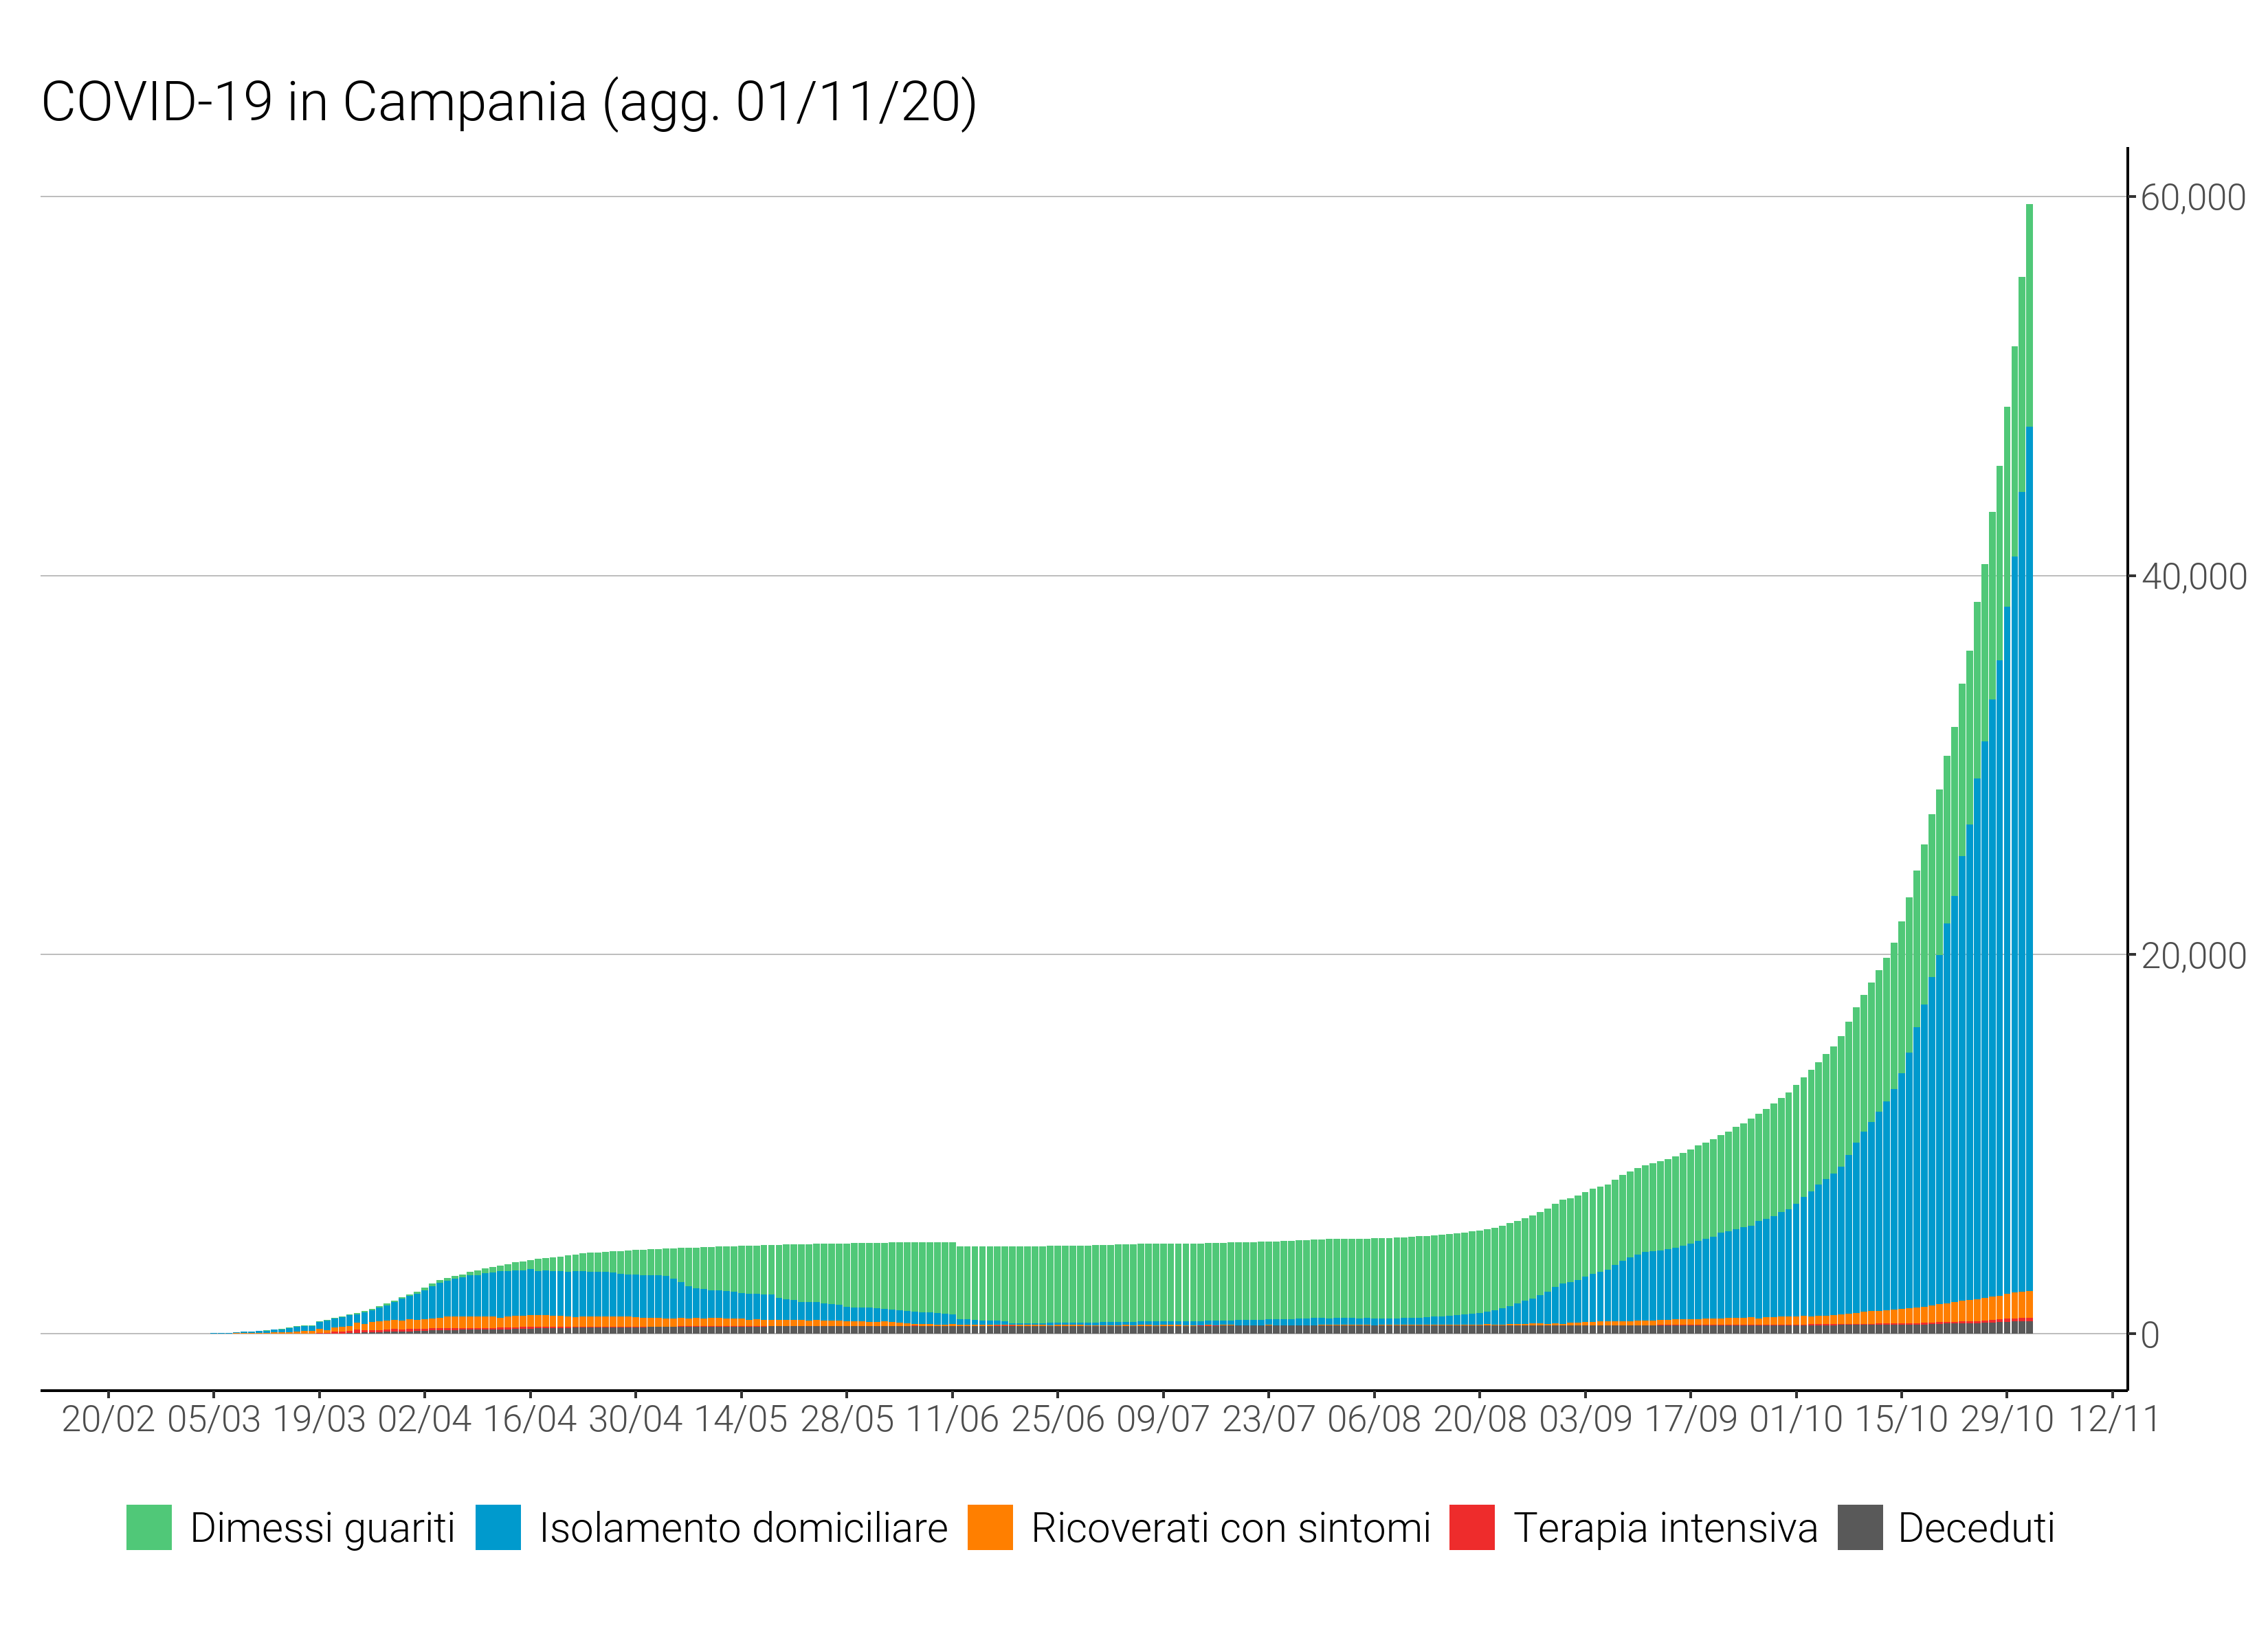 COVID-19 in Campania (agg. 01/11/20)
60,000
40,000
20,000
0
20/02 05/03 19/03 02/04 16/04 30/04 14/05 28/05 11/06 25/06 09/07 23/07 06/08 20/08 03/09 17/09 01/10 15/10 29/10 12/11
Dimessi guariti Isolamento domiciliare Ricoverati con sintomi Terapia intensiva Deceduti